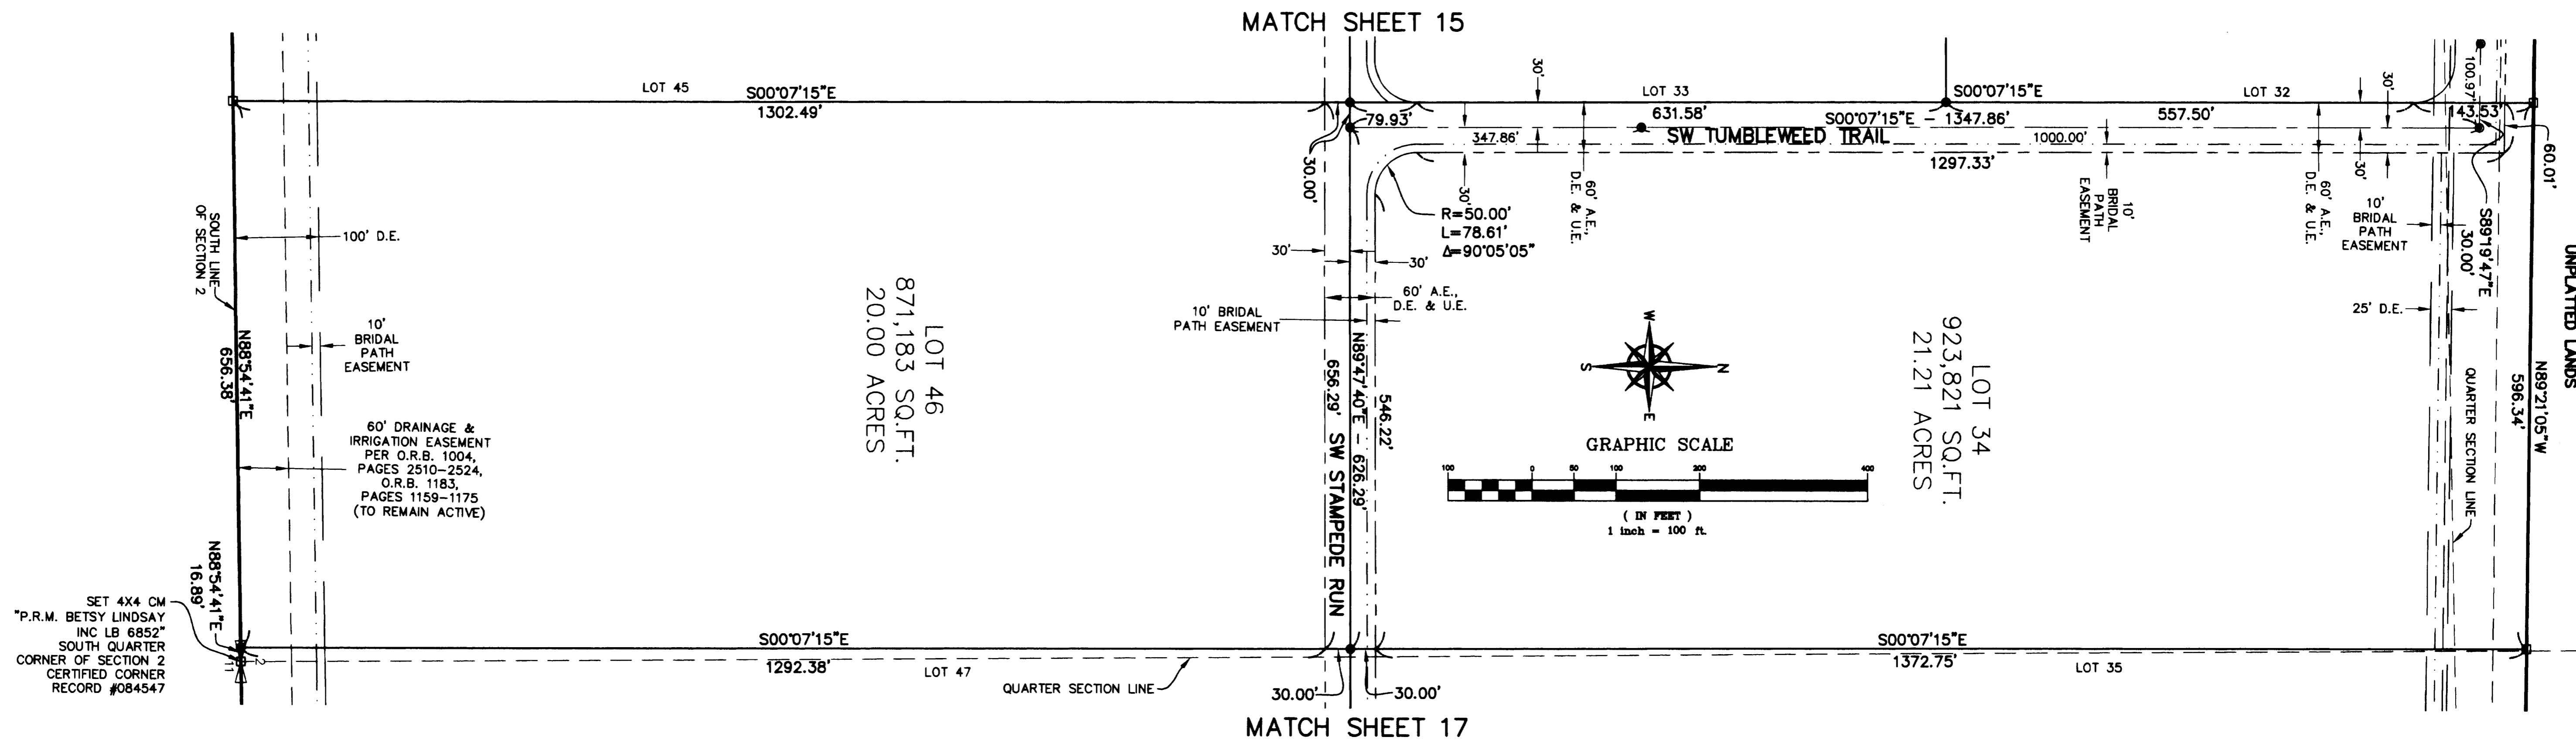 MATCH SHEET 15
LOT 45
S00°07'15"E
1302.49'
LOT 33
631.58'
79.93'
30'
S00°07'15"E
LOT 32
557.50'
143.53'
100.97'
30'
S00°07'15"E - 1347.86'
347.86'
SW TUMBLEWEED TRAIL
1000.00'
1297.33'
60.01'
30.00'
30'
30'
60' A.E.,
D.E. & U.E.
10'
BRIDAL
PATH
EASEMENT
60' A.E.,
D.E. & U.E.
10'
BRIDAL
PATH
EASEMENT
S89°19'47"E
30.00'
UNPLATTED LANDS
R=50.00'
L=78.61'
Δ=90°05'05"
SOUTH LINE
OF SECTION 2
100' D.E.
30'
30'
60' A.E.,
D.E. & U.E.
10' BRIDAL
PATH EASEMENT
25' D.E.
10'
BRIDAL
PATH
EASEMENT
N88°54'41"E
656.38'
LOT 46
871,183 SQ.FT.
20.00 ACRES
N89°47'40"E - 626.29'
656.29'
546.22'
SW STAMPEDE RUN
W
S
N
E
LOT 34
923,821 SQ.FT.
21.21 ACRES
QUARTER SECTION LINE
N89°21'05"W
596.34'
GRAPHIC SCALE
100 0 50 100 200 400
( IN FEET )
1 inch = 100 ft.
60' DRAINAGE &
IRRIGATION EASEMENT
PER O.R.B. 1004,
PAGES 2510-2524,
O.R.B. 1183,
PAGES 1159-1175
(TO REMAIN ACTIVE)
N88°54'41"E
16.89'
SET 4X4 CM
"P.R.M. BETSY LINDSAY
INC LB 6852"
SOUTH QUARTER
CORNER OF SECTION 2
CERTIFIED CORNER
RECORD #084547
2
11
S00°07'15"E
1292.38'
LOT 47
QUARTER SECTION LINE
30.00'
30.00'
S00°07'15"E
1372.75'
LOT 35
MATCH SHEET 17